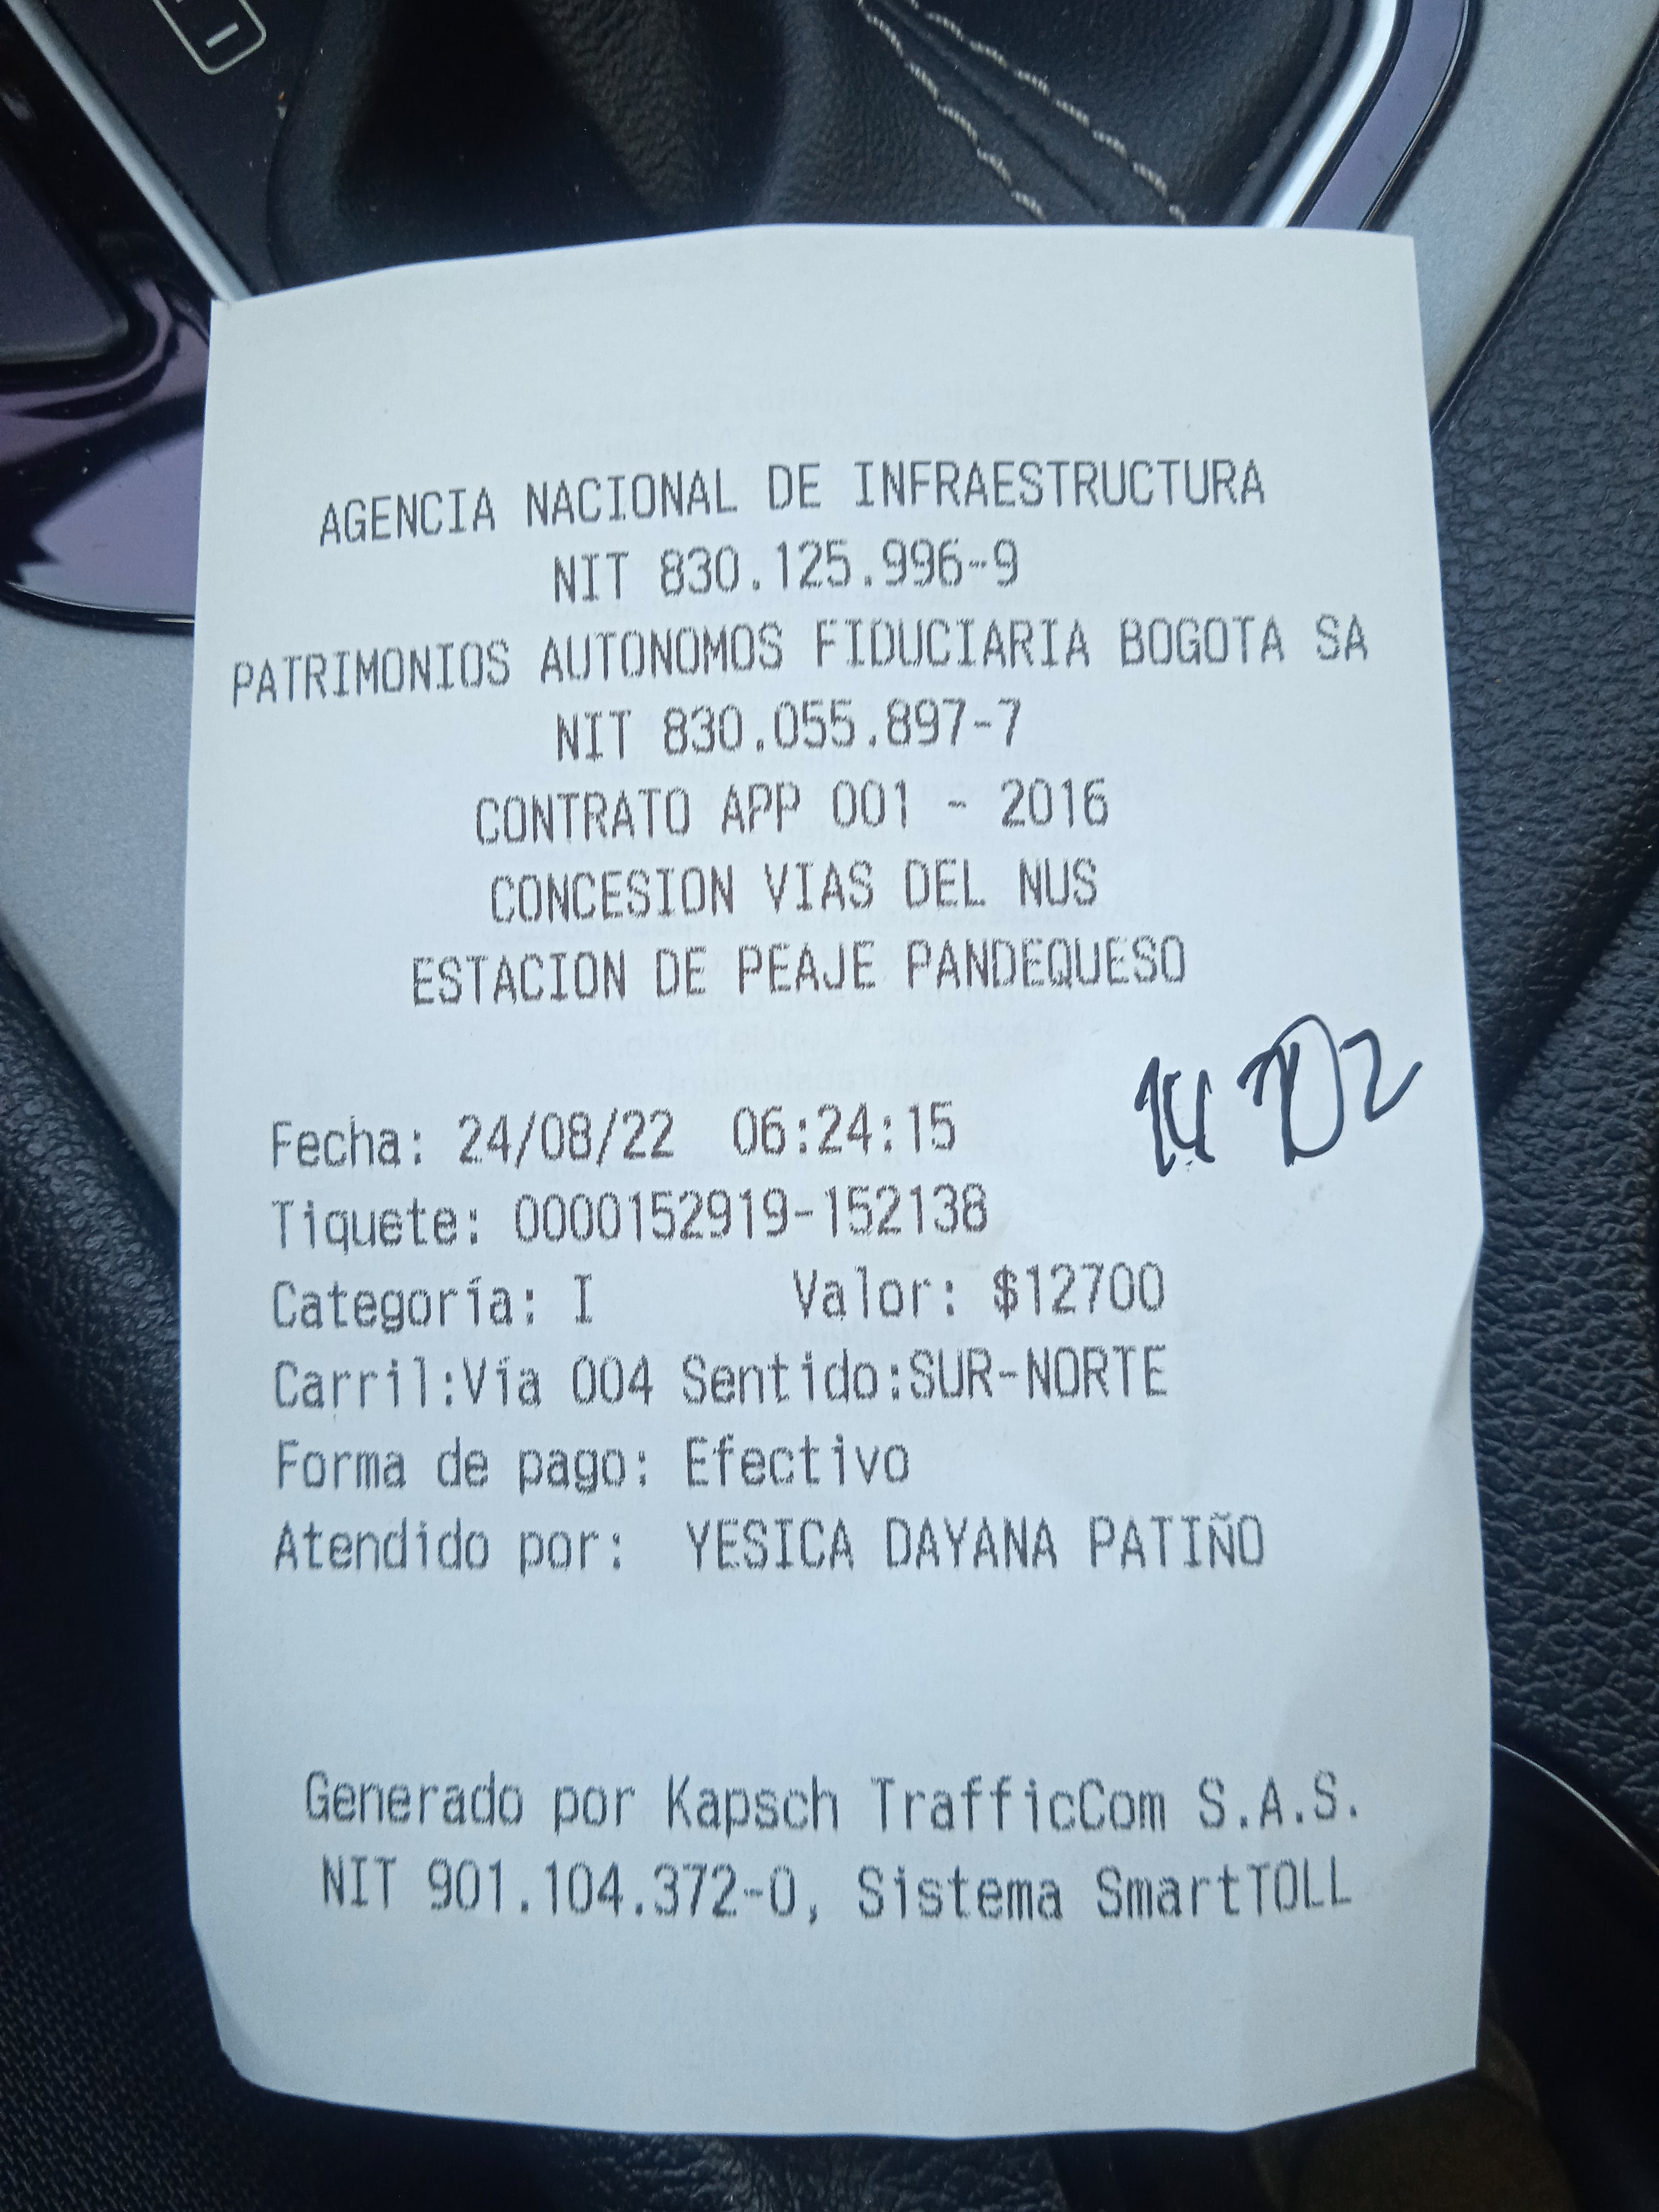 AGENCIA NACIONAL DE INFRAESTRUCTURA
NIT 830.125.996-9
PATRIMONIOS AUTONOMOS FIDUCIARIA BOGOTA SA
NIT 830.055.897-7
CONTRATO APP 001 - 2016
CONCESION VIAS DEL NUS
ESTACION DE PEAJE PANDEQUESO
Fecha: 24/08/22 06:24:15
Tiquete: 0000152919-152138
Categoría: I Valor: $12700
Carril:Vía 004 Sentido:SUR-NORTE
Forma de pago: Efectivo
Atendido por: YESICA DAYANA PATIÑO
Generado por Kapsch TrafficCom S.A.S.
NIT 901.104.372-0, Sistema SmartTOLL